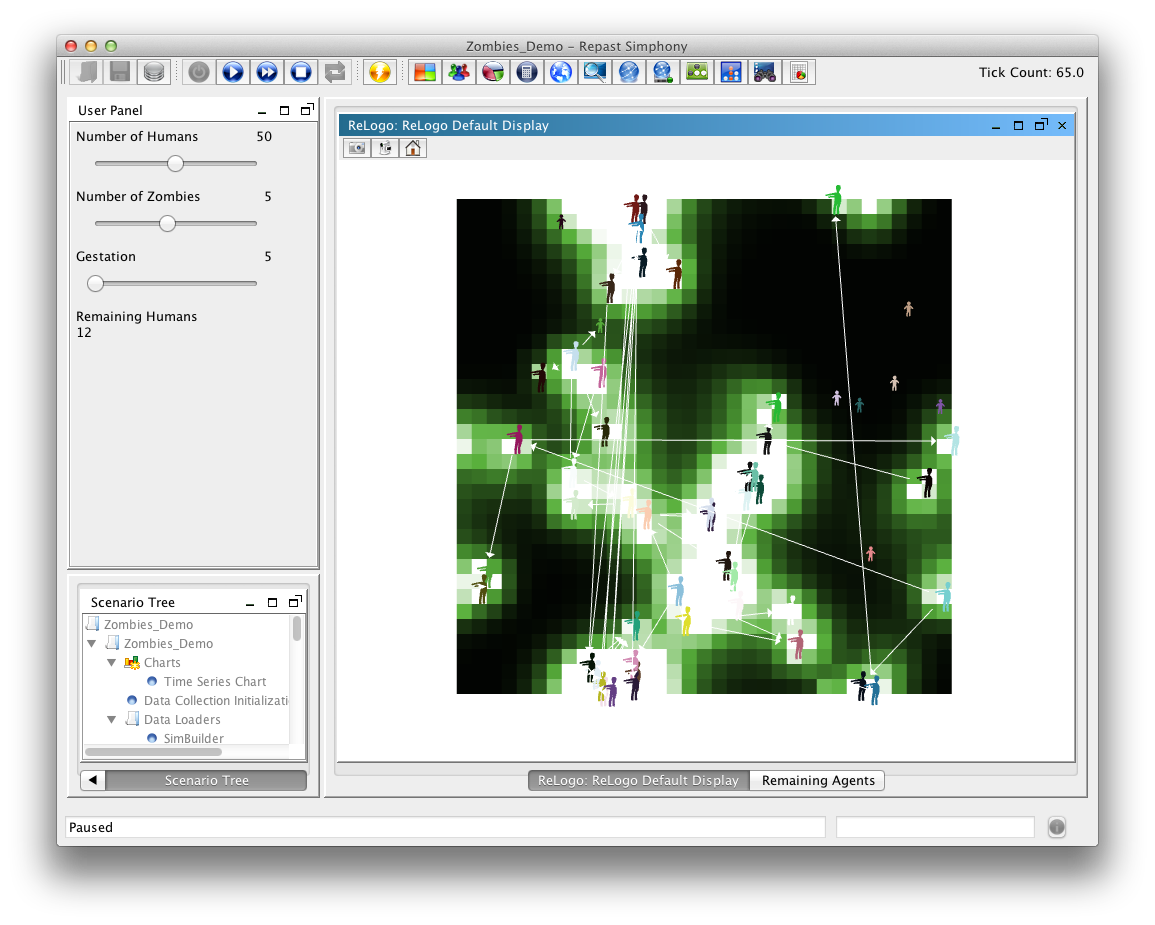 Zombies_Demo – Repast Simphony
Tick Count: 65.0
User Panel
Number of Humans 50
Number of Zombies 5
Gestation 5
Remaining Humans
12
ReLogo: ReLogo Default Display
Scenario Tree
Zombies_Demo
Zombies_Demo
Charts
Time Series Chart
Data Collection Initializati
Data Loaders
SimBuilder
Scenario Tree
ReLogo: ReLogo Default Display
Remaining Agents
Paused